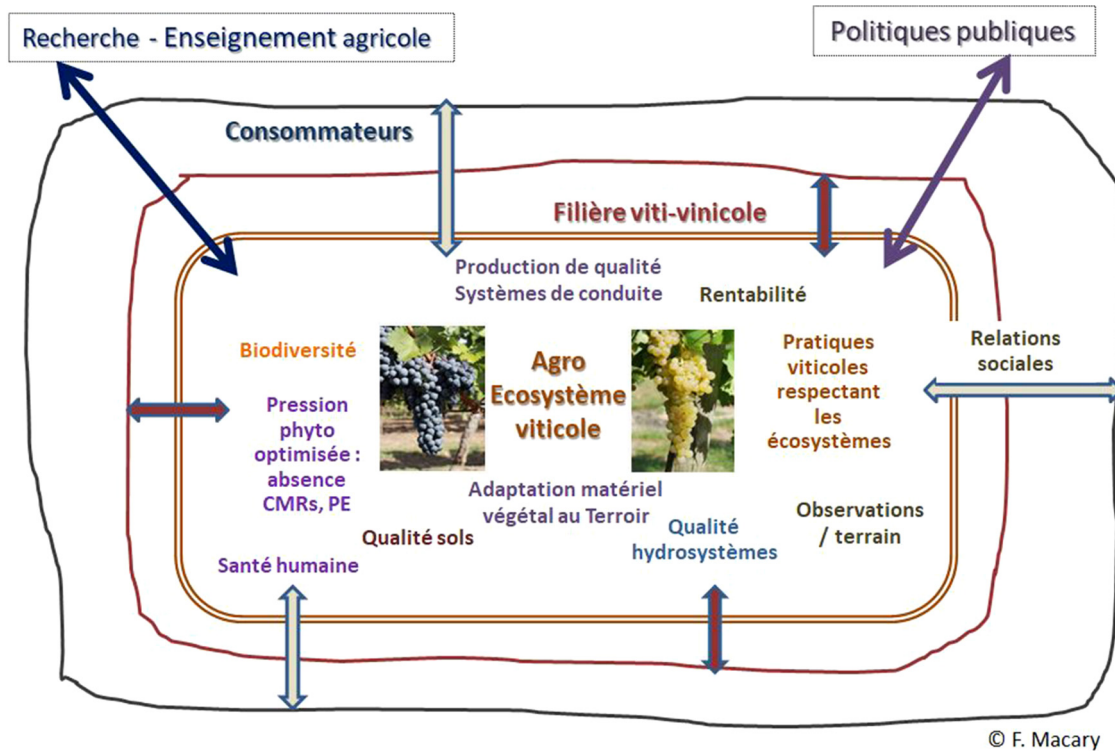 Recherche - Enseignement agricole
Politiques publiques
Consommateurs
Filière viti-vinicole
Production de qualité
Systèmes de conduite
Rentabilité
Biodiversité
Agro
Ecosystème
viticole
Pratiques
viticoles
respectant
les
écosystèmes
Relations
sociales
Pression
phyto
optimisée :
absence
CMRs, PE
Adaptation matériel
végétal au Terroir
Qualité sols
Qualité
hydrosystèmes
Observations
/ terrain
Santé humaine
© F. Macary